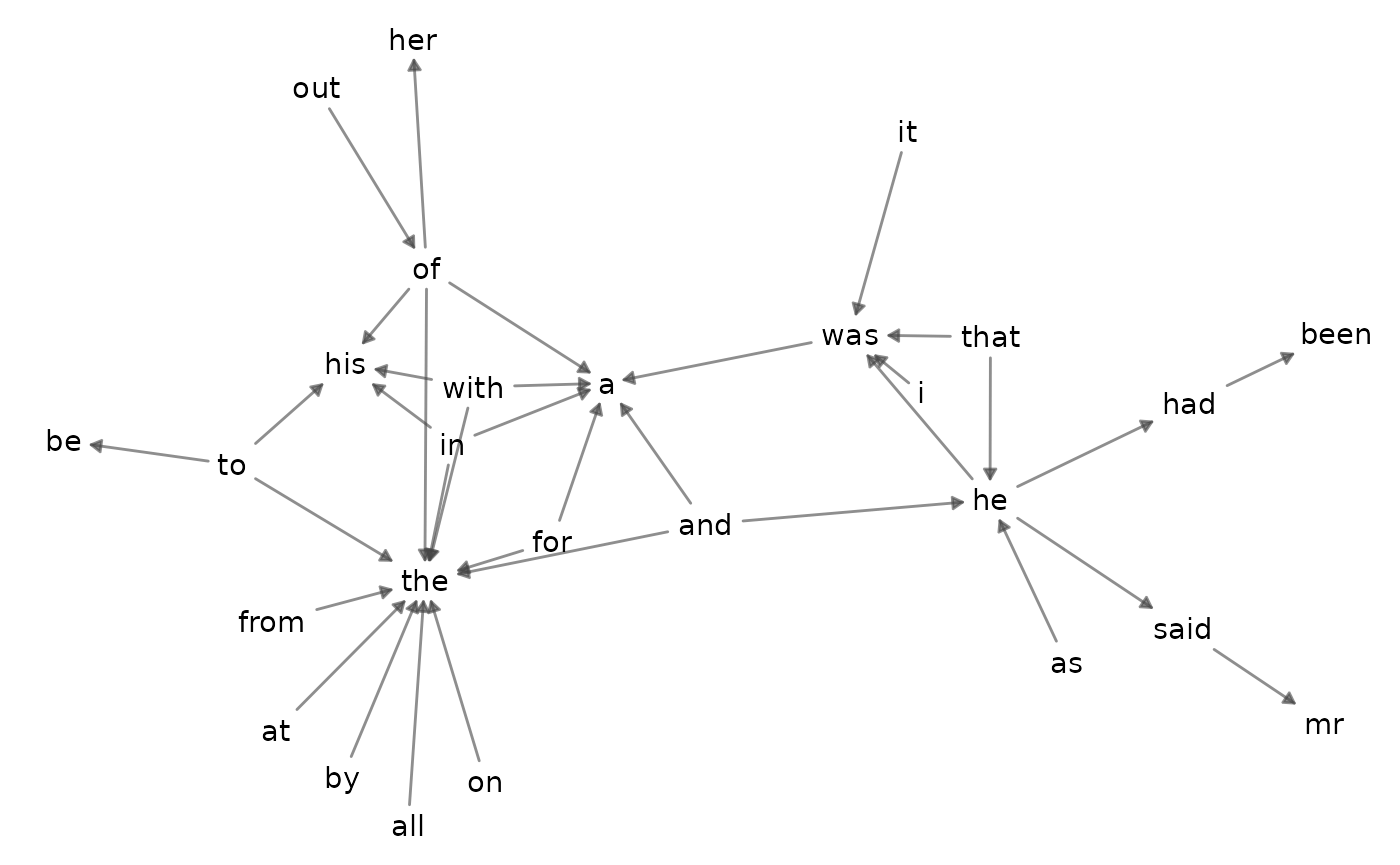 her
out
it
of
was
that
been
his
with
a
i
had
be
in
to
he
and
for
the
from
said
as
mr
at
by
on
all